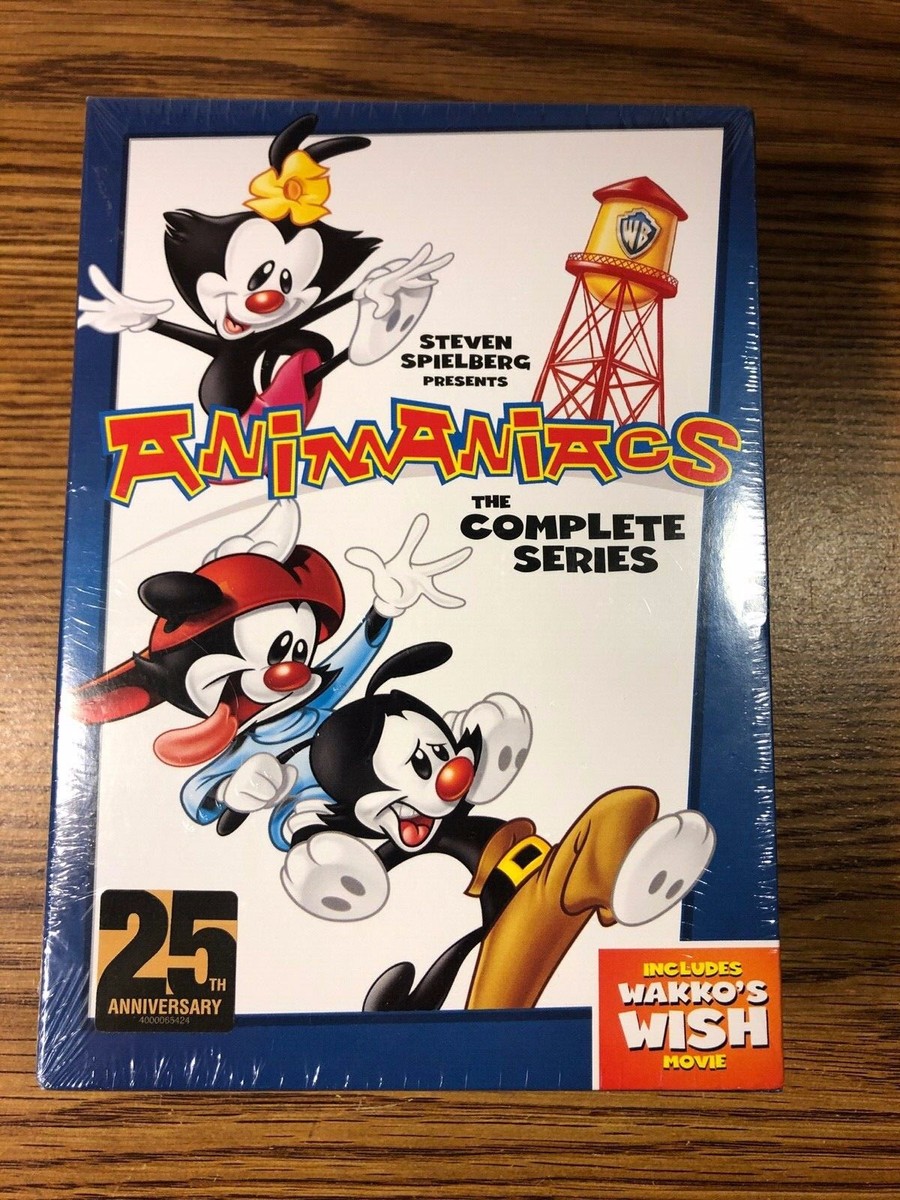 WB
STEVEN
SPIELBERG
PRESENTS
ANIMANIACS
THE
COMPLETE
SERIES
25TH
ANNIVERSARY
4000065424
INCLUDES
WAKKO'S
WISH
MOVIE